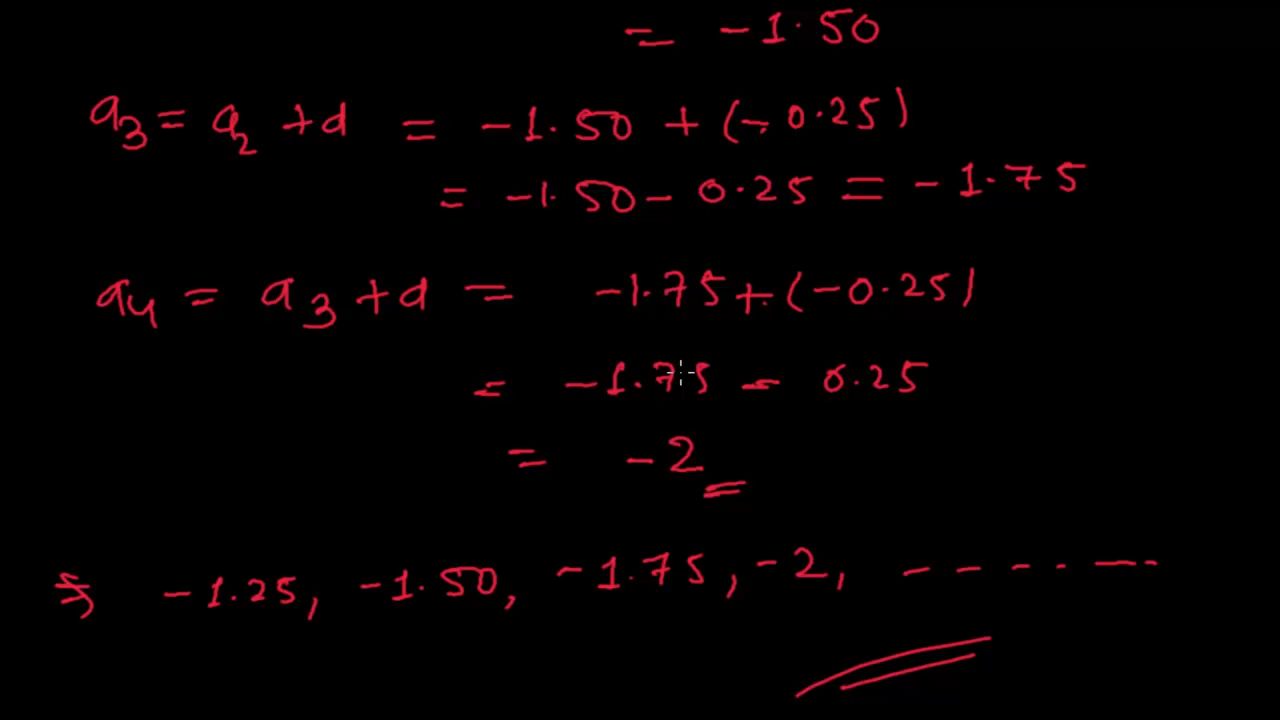 = -1.50
a3 = a2 + d = -1.50 + (-0.25)
= -1.50 - 0.25 = -1.75
a4 = a3 + d = -1.75 + (-0.25)
= -1.75 - 0.25
= -2
⇒ -1.25, -1.50, -1.75, -2, ------